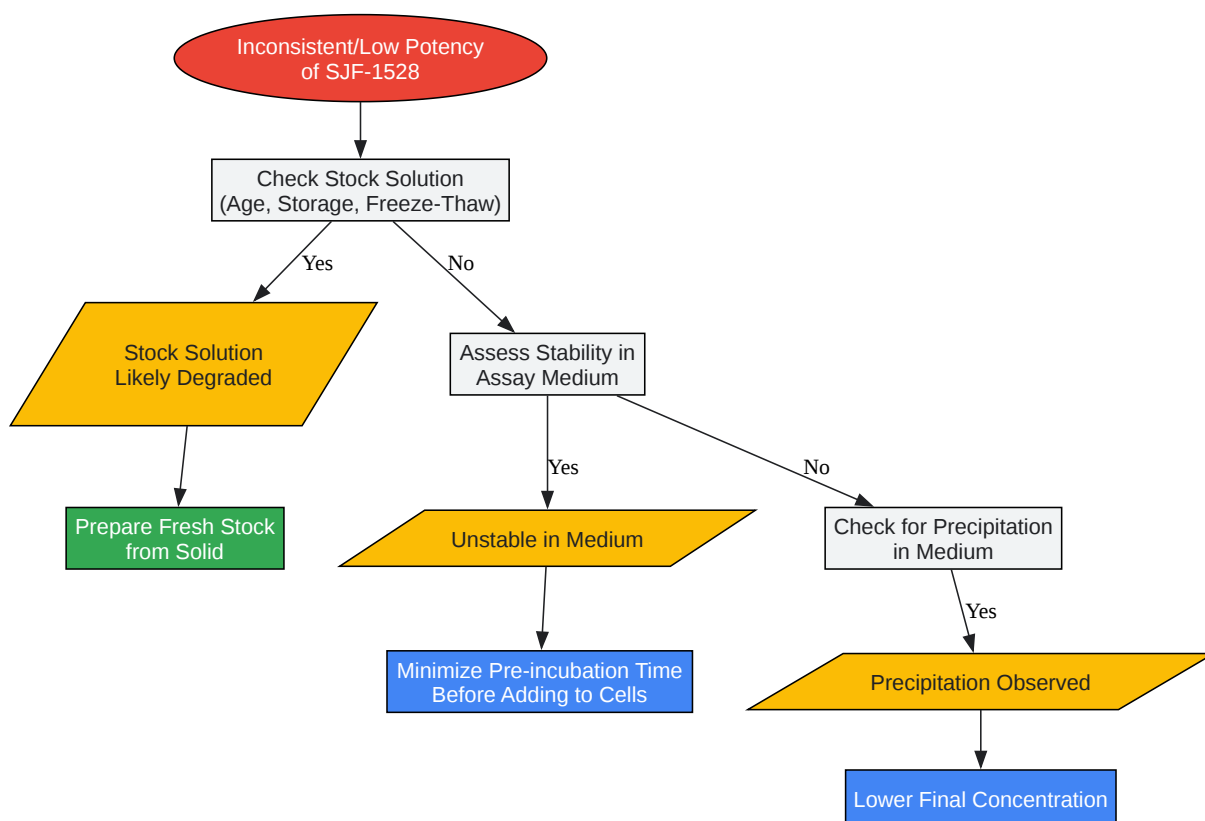 Inconsistent/Low Potency
of SJF-1528
Check Stock Solution
(Age, Storage, Freeze-Thaw)
Yes
No
Stock Solution
Likely Degraded
Assess Stability in
Assay Medium
Yes
No
Prepare Fresh Stock
from Solid
Unstable in Medium
Check for Precipitation
in Medium
Yes
Minimize Pre-incubation Time
Before Adding to Cells
Precipitation Observed
Lower Final Concentration